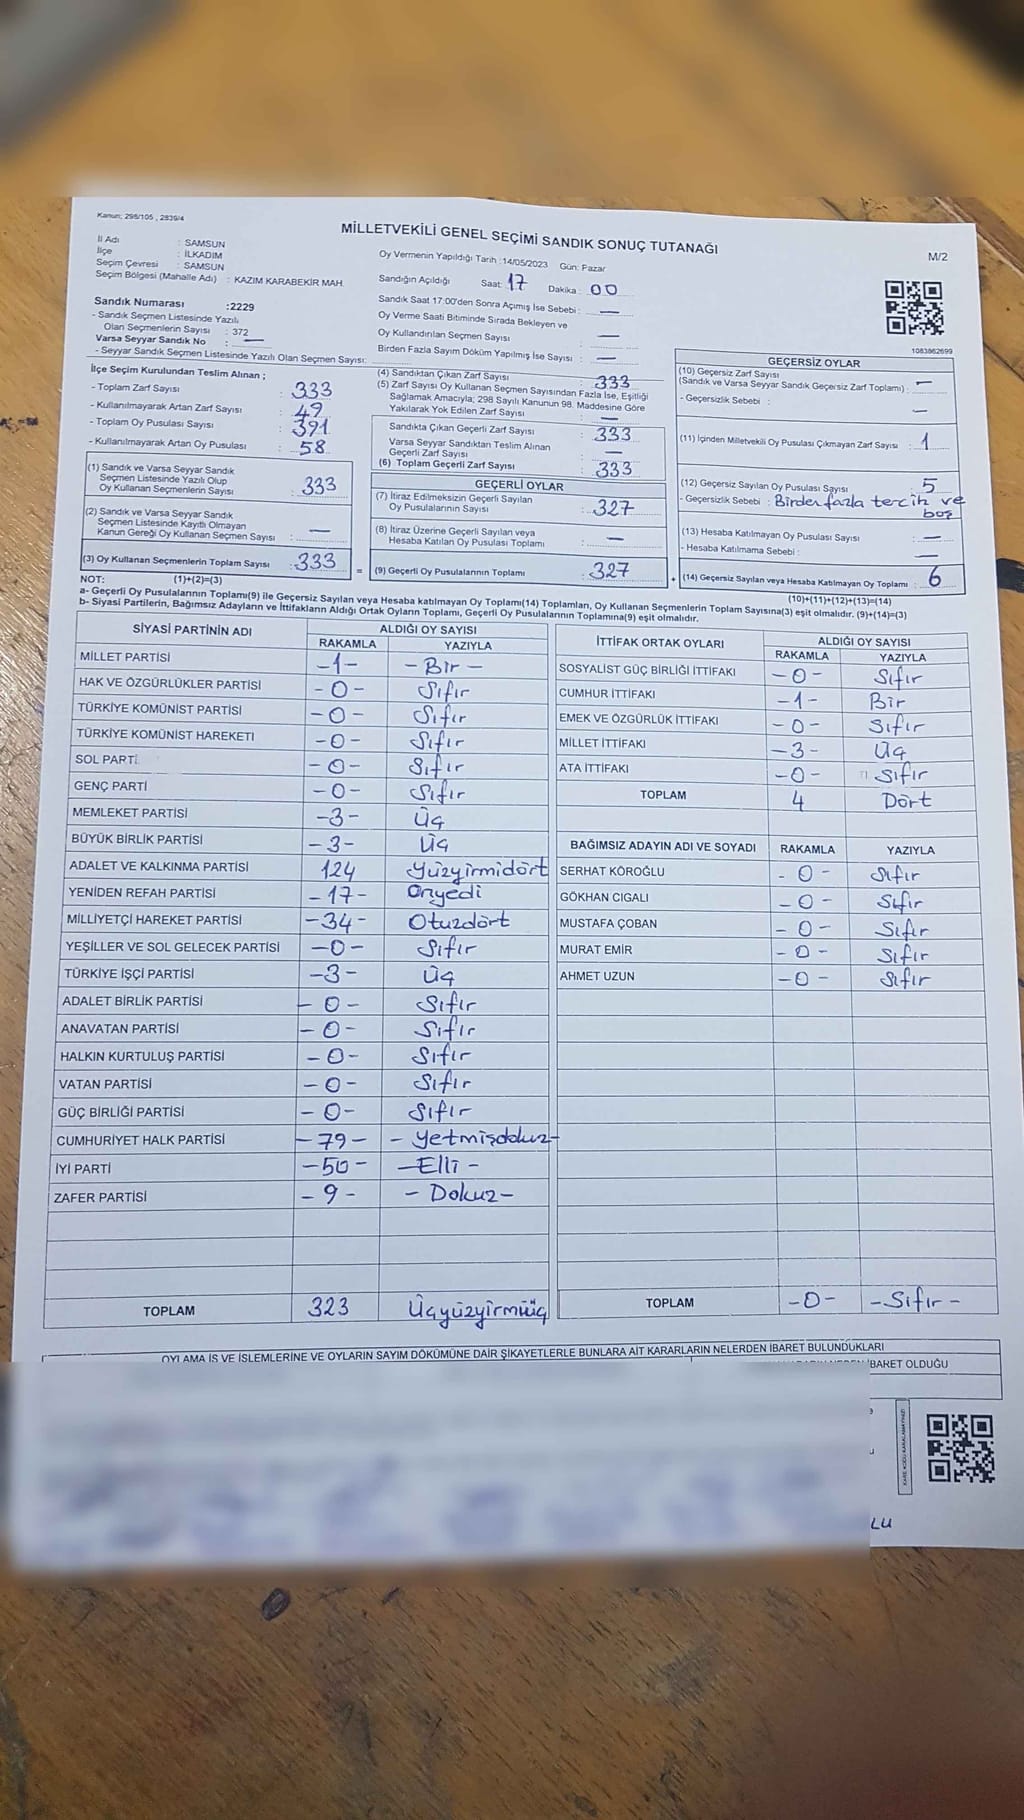 Kanun; 298/105 , 2839/4
MİLLETVEKİLİ GENEL SEÇİMİ SANDIK SONUÇ TUTANAĞI
M/2
İl Adı : SAMSUN
İlçe : İLKADIM
Seçim Çevresi : SAMSUN
Seçim Bölgesi (Mahalle Adı) : KAZIM KARABEKİR MAH.
Oy Vermenin Yapıldığı Tarih :14/05/2023 Gün: Pazar
Sandığın Açıldığı Saat: 17 Dakika : 00
Sandık Saat 17:00'den Sonra Açımış İse Sebebi : —
Oy Verme Saati Bitiminde Sırada Bekleyen ve
Oy Kullandırılan Seçmen Sayısı —
Birden Fazla Sayım Döküm Yapılmış İse Sayısı : —
1083862699
Sandık Numarası :2229
- Sandık Seçmen Listesinde Yazılı
Olan Seçmenlerin Sayısı : 372
Varsa Seyyar Sandık No : —
- Seyyar Sandık Seçmen Listesinde Yazılı Olan Seçmen Sayısı:
İlçe Seçim Kurulundan Teslim Alınan ;
- Toplam Zarf Sayısı : 333
- Kullanılmayarak Artan Zarf Sayısı : 49
- Toplam Oy Pusulası Sayısı : 391
- Kullanılmayarak Artan Oy Pusulası : 58
(1) Sandık ve Varsa Seyyar Sandık
Seçmen Listesinde Yazılı Olup
Oy Kullanan Seçmenlerin Sayısı : 333
(2) Sandık ve Varsa Seyyar Sandık
Seçmen Listesinde Kayıtlı Olmayan
Kanun Gereği Oy Kullanan Seçmen Sayısı : —
(3) Oy Kullanan Seçmenlerin Toplam Sayısı : 333
(4) Sandıktan Çıkan Zarf Sayısı : 333
(5) Zarf Sayısı Oy Kullanan Seçmen Sayısından Fazla İse, Eşitliği
Sağlamak Amacıyla; 298 Sayılı Kanunun 98. Maddesine Göre
Yakılarak Yok Edilen Zarf Sayısı : —
Sandıkta Çıkan Geçerli Zarf Sayısı : 333
Varsa Seyyar Sandıktan Teslim Alınan
Geçerli Zarf Sayısı : —
(6) Toplam Geçerli Zarf Sayısı : 333
GEÇERLİ OYLAR
(7) İtiraz Edilmeksizin Geçerli Sayılan
Oy Pusulalarının Sayısı : 327
(8) İtiraz Üzerine Geçerli Sayılan veya
Hesaba Katılan Oy Pusulası Toplamı : —
= (9) Geçerli Oy Pusulalarının Toplamı : 327
GEÇERSİZ OYLAR
(10) Geçersiz Zarf Sayısı
(Sandık ve Varsa Seyyar Sandık Geçersiz Zarf Toplamı) : —
- Geçersizlik Sebebi : —
(11) İçinden Milletvekili Oy Pusulası Çıkmayan Zarf Sayısı : 1
(12) Geçersiz Sayılan Oy Pusulası Sayısı : 5
- Geçersizlik Sebebi : Birden fazla tercih ve
boş
(13) Hesaba Katılmayan Oy Pusulası Sayısı : —
- Hesaba Katılmama Sebebi : —
+ (14) Geçersiz Sayılan veya Hesaba Katılmayan Oy Toplamı : 6
NOT: (1)+(2)=(3) (10)+(11)+(12)+(13)=(14)
a- Geçerli Oy Pusulalarının Toplamı(9) ile Geçersiz Sayılan veya Hesaba katılmayan Oy Toplamı(14) Toplamları, Oy Kullanan Seçmenlerin Toplam Sayısına(3) eşit olmalıdır. (9)+(14)=(3)
b- Siyasi Partilerin, Bağımsız Adayların ve İttifakların Aldığı Ortak Oyların Toplamı, Geçerli Oy Pusulalarının Toplamına(9) eşit olmalıdır.
SİYASİ PARTİNİN ADI ALDIĞI OY SAYISI
RAKAMLA YAZIYLA
MİLLET PARTİSİ -1- - Bir -
HAK VE ÖZGÜRLÜKLER PARTİSİ -0- Sıfır
TÜRKİYE KOMÜNİST PARTİSİ -0- Sıfır
TÜRKİYE KOMÜNİST HAREKETİ -0- Sıfır
SOL PARTİ -0- Sıfır
GENÇ PARTİ -0- Sıfır
MEMLEKET PARTİSİ -3- Üç
BÜYÜK BİRLİK PARTİSİ -3- Üç
ADALET VE KALKINMA PARTİSİ 124 Yüzyirmidört
YENİDEN REFAH PARTİSİ -17- Onyedi
MİLLİYETÇİ HAREKET PARTİSİ -34- Otuzdört
YEŞİLLER VE SOL GELECEK PARTİSİ -0- Sıfır
TÜRKİYE İŞÇİ PARTİSİ -3- Üç
ADALET BİRLİK PARTİSİ -0- Sıfır
ANAVATAN PARTİSİ -0- Sıfır
HALKIN KURTULUŞ PARTİSİ -0- Sıfır
VATAN PARTİSİ -0- Sıfır
GÜÇ BİRLİĞİ PARTİSİ -0- Sıfır
CUMHURİYET HALK PARTİSİ -79- - Yetmişdokuz-
İYİ PARTİ -50- -Elli -
ZAFER PARTİSİ -9- - Dokuz-
TOPLAM 323 Üçyüzyirmiüç
İTTİFAK ORTAK OYLARI ALDIĞI OY SAYISI
RAKAMLA YAZIYLA
SOSYALİST GÜÇ BİRLİĞİ İTTİFAKI -0- Sıfır
CUMHUR İTTİFAKI -1- Bir
EMEK VE ÖZGÜRLÜK İTTİFAKI -0- Sıfır
MİLLET İTTİFAKI -3- Üç
ATA İTTİFAKI -0- Sıfır
TOPLAM 4 Dört
BAĞIMSIZ ADAYIN ADI VE SOYADI RAKAMLA YAZIYLA
SERHAT KÖROĞLU -0- Sıfır
GÖKHAN CIGALI -0- Sıfır
MUSTAFA ÇOBAN -0- Sıfır
MURAT EMİR -0- Sıfır
AHMET UZUN -0- Sıfır
TOPLAM -0- -Sıfır-
OYLAMA İŞ VE İŞLEMLERİNE VE OYLARIN SAYIM DÖKÜMÜNE DAİR ŞİKAYETLERLE BUNLARA AİT KARARLARIN NELERDEN İBARET BULUNDUKLARI
İBARET OLDUĞU
LU